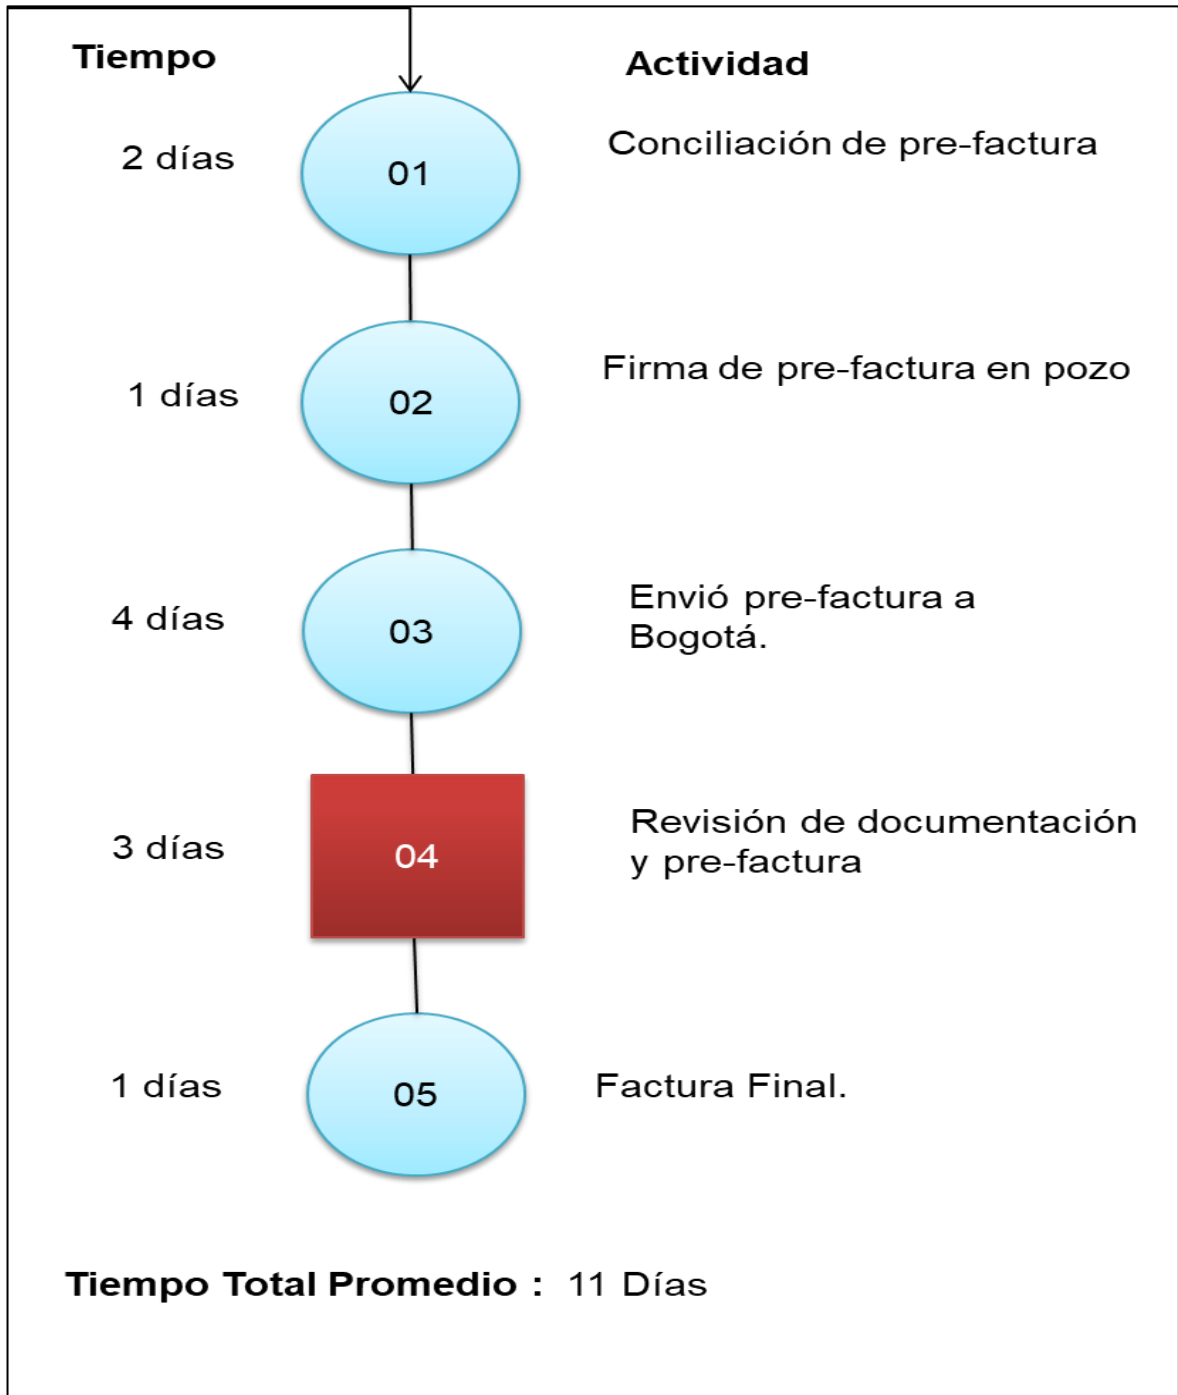 Tiempo
Actividad
2 días
01
Conciliación de pre-factura
1 días
02
Firma de pre-factura en pozo
4 días
03
Envió pre-factura a
Bogotá.
3 días
04
Revisión de documentación
y pre-factura
1 días
05
Factura Final.
Tiempo Total Promedio : 11 Días